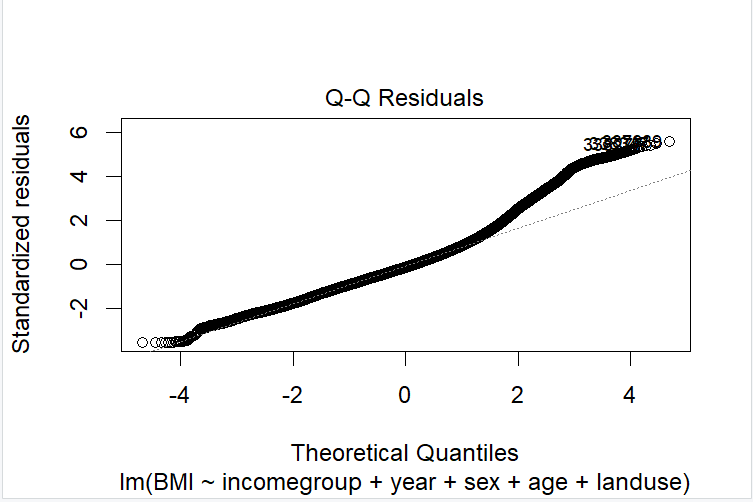 Q-Q Residuals
Standardized residuals
6
4
2
0
-2
-4
-2
0
2
4
Theoretical Quantiles
lm(BMI ~ incomegroup + year + sex + age + landuse)